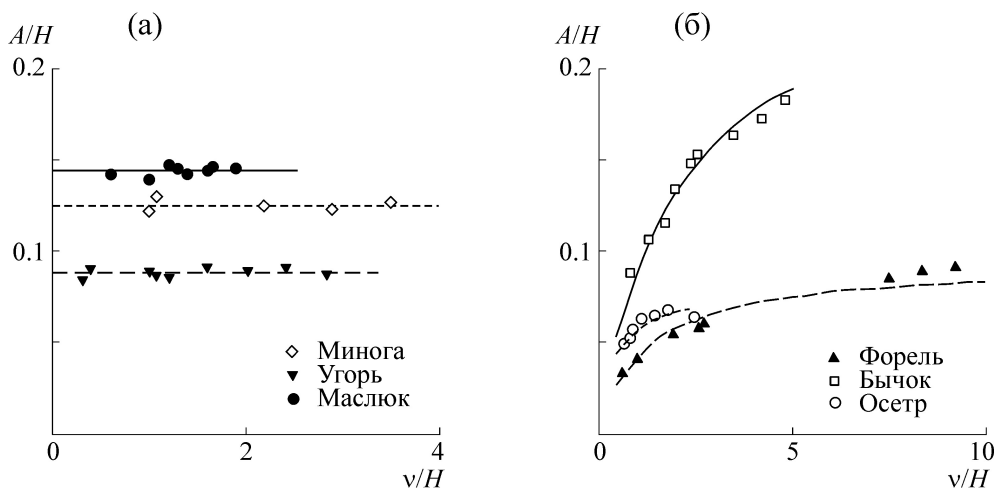 (а)
A/H
0.2
0.1
Минога
Угорь
Маслюк
0
2
4
ν/H
(б)
A/H
0.2
0.1
Форель
Бычок
Осетр
0
5
10
ν/H